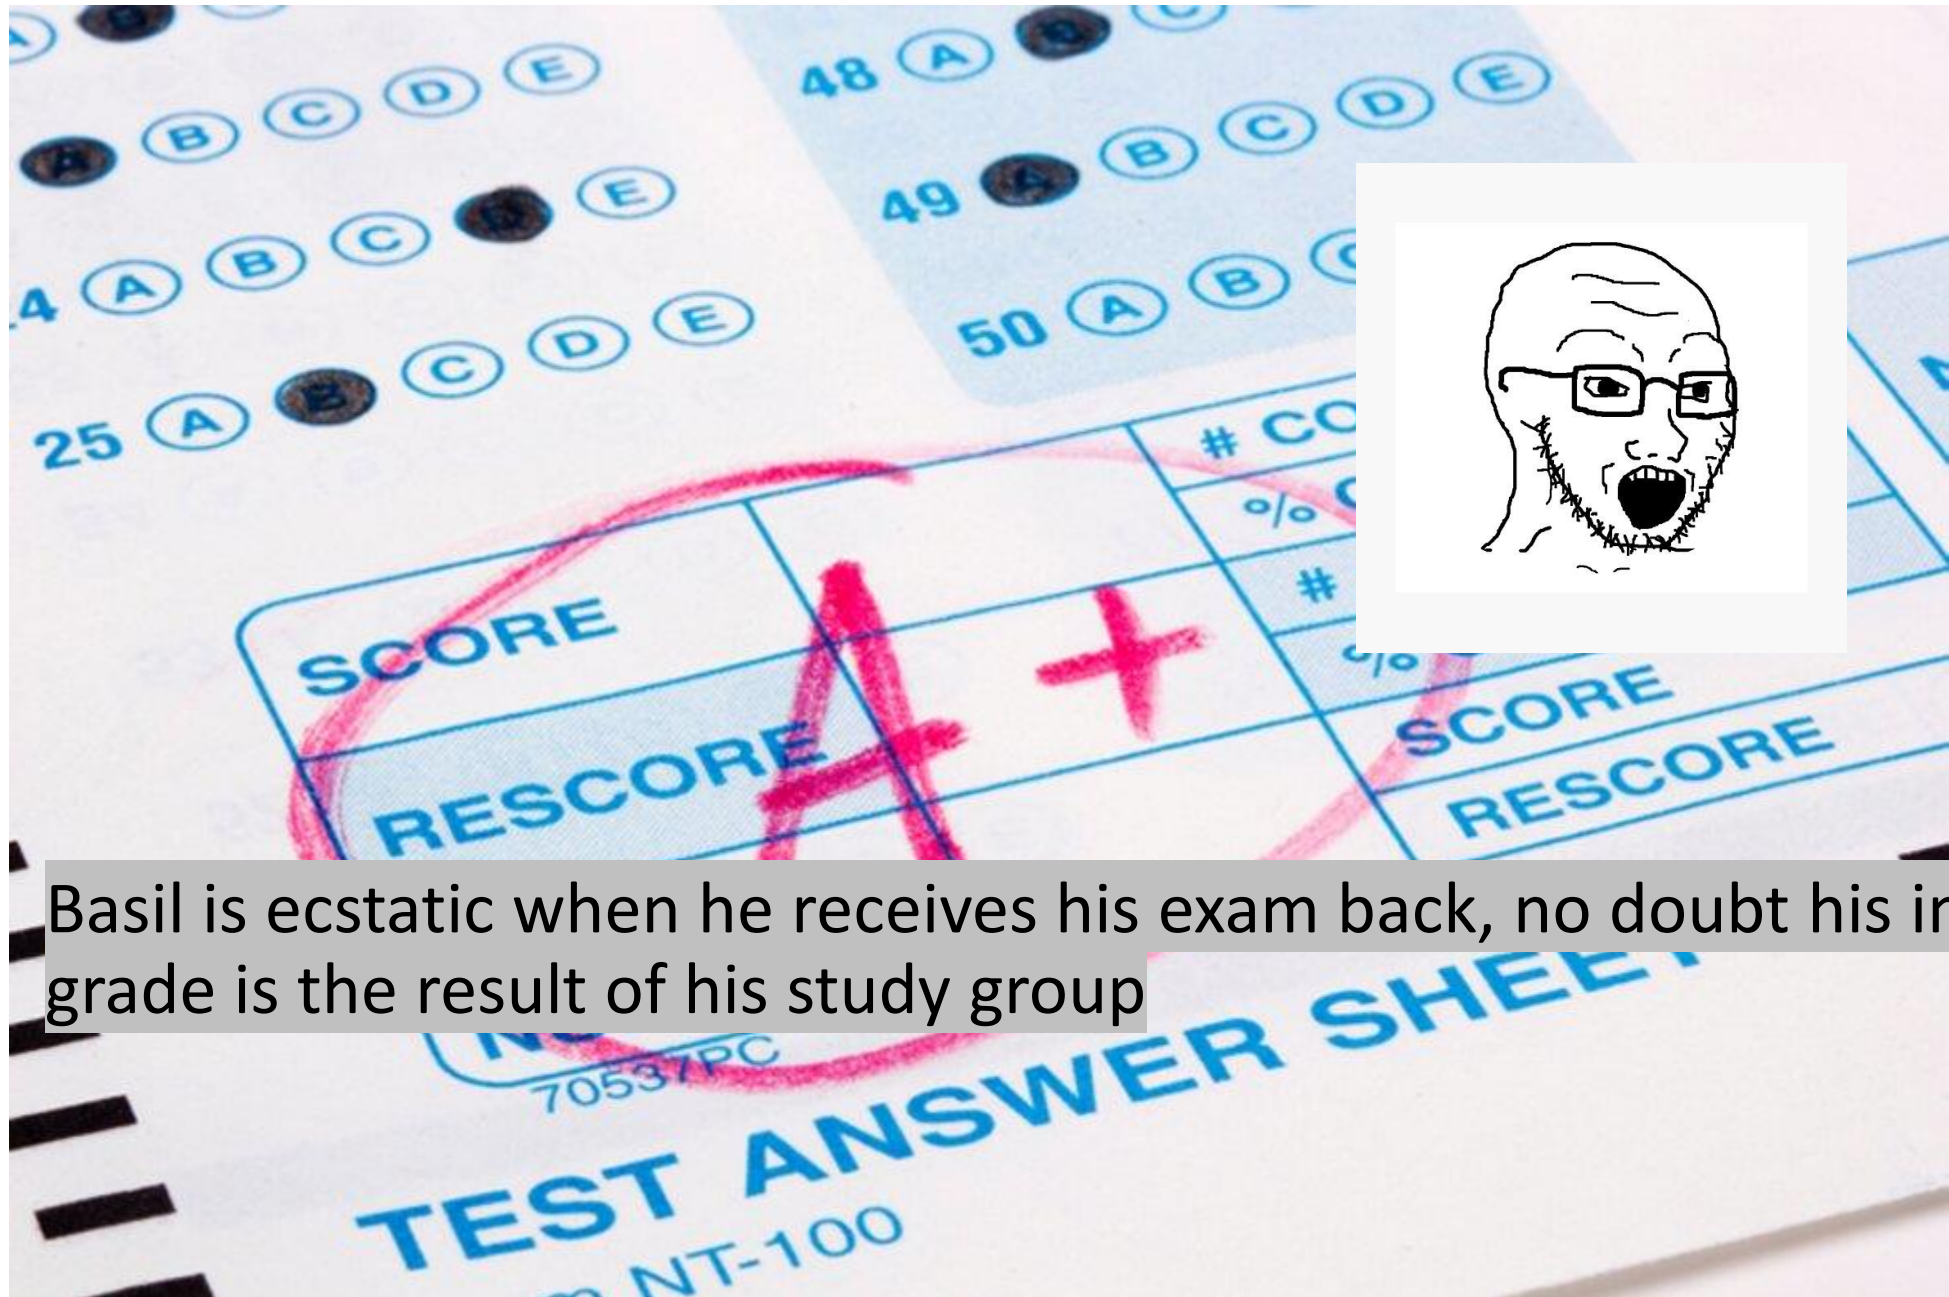 A
A B C D E
A B C D E
25 A B C D E
48 A B C
49 A B C D E
50 A B
# CO
%
#
%
SCORE
RESCORE
A+
SCORE
RESCORE
Basil is ecstatic when he receives his exam back, no doubt his
grade is the result of his study group
70537PC
TEST ANSWER SHEET
NT-100